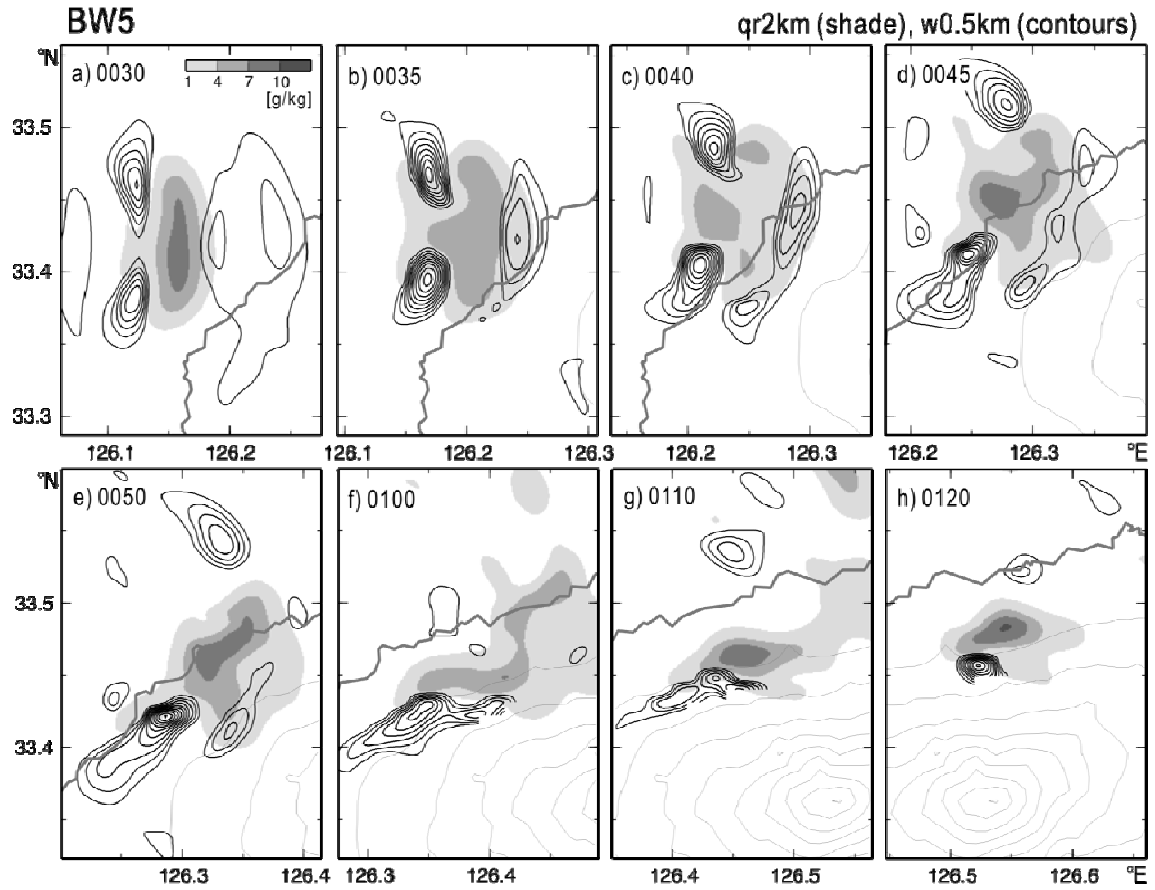 BW5
qr2km (shade), w0.5km (contours)
°N
a) 0030
1 4 7 10
[g/kg]
b) 0035
c) 0040
d) 0045
33.5
33.4
33.3
126.1 126.2
126.2 126.3
126.2 126.3
126.2 126.3 °E
°N
e) 0050
f) 0100
g) 0110
h) 0120
33.5
33.4
126.3 126.4
126.3 126.4
126.4 126.5
126.5 126.6 °E